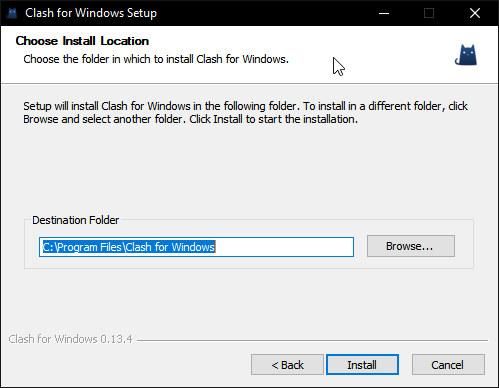 Clash for Windows Setup
Choose Install Location
Choose the folder in which to install Clash for Windows.
Setup will install Clash for Windows in the following folder. To install in a different folder, click
Browse and select another folder. Click Install to start the installation.
Destination Folder
C:\Program Files\Clash for Windows
Browse...
Clash for Windows 0.13.4
< Back
Install
Cancel